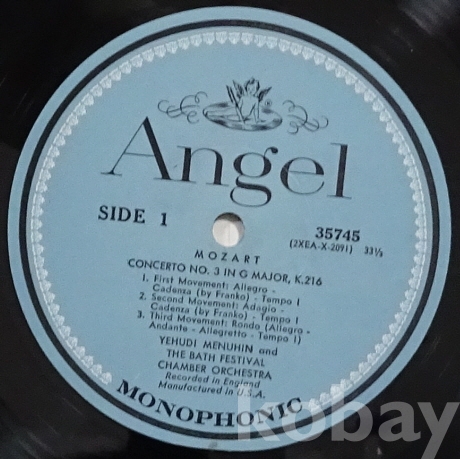 Angel
SIDE 1
35745
(2XEA-X-2091) 33⅓
MOZART
CONCERTO NO. 3 IN G MAJOR, K.216
1. First Movement: Allegro -
Cadenza (by Franko) - Tempo I
2. Second Movement: Adagio -
Cadenza (by Franko) - Tempo I
3. Third Movement: Rondo (Allegro -
Andante - Allegretto - Tempo I)
YEHUDI MENUHIN and
THE BATH FESTIVAL
CHAMBER ORCHESTRA
Recorded in England
Manufactured in U.S.A.
MONOPHONIC
kobay